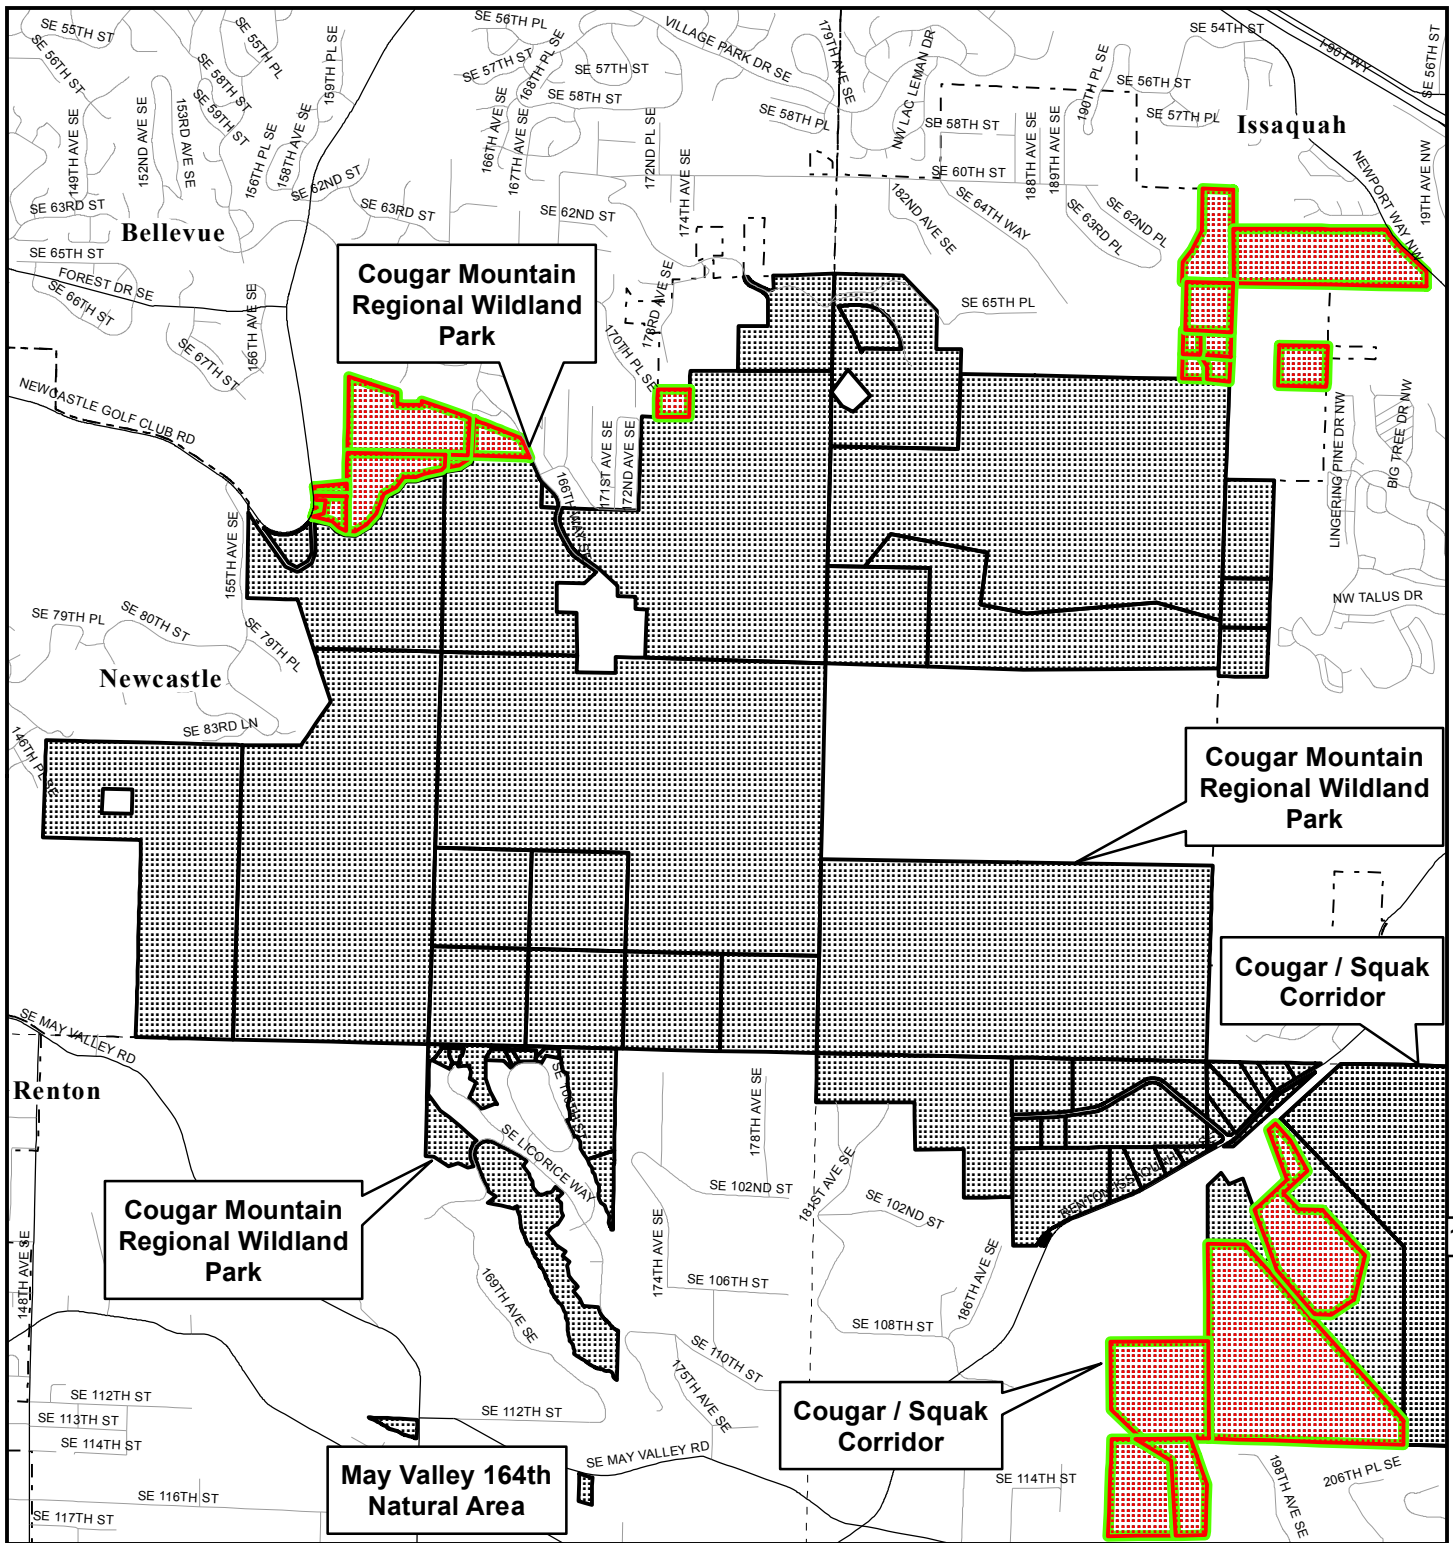 SE 55TH ST
SE 55TH PL
SE 56TH ST
SE 58TH ST
SE 59TH ST
159TH PL SE
SE 56TH PL
SE 57TH ST
168TH PL SE
SE 57TH ST
SE 58TH ST
VILLAGE PARK DR SE
179TH AVE SE
SE 58TH PL
NW LAC LEMAN DR
190TH PL SE
SE 54TH ST
I-90 FWY
SE 56TH ST
SE 56TH ST
SE 57TH PL
Issaquah
149TH AVE SE
152ND AVE SE
153RD AVE SE
156TH PL SE
158TH AVE SE
166TH AVE SE
167TH AVE SE
172ND PL SE
174TH AVE SE
SE 58TH ST
188TH AVE SE
189TH AVE SE
SE 60TH ST
NEWPORT WAY NW
19TH AVE NW
SE 62ND ST
SE 63RD ST
SE 63RD ST
SE 62ND ST
182ND AVE SE
SE 64TH WAY
SE 63RD PL
SE 62ND PL
Bellevue
SE 65TH ST
FOREST DR SE
SE 66TH ST
SE 67TH ST
156TH AVE SE
Cougar Mountain
Regional Wildland
Park
178RD AVE SE
170TH PL SE
SE 65TH PL
NEWCASTLE GOLF CLUB RD
171ST AVE SE
172ND AVE SE
166TH WAY SE
LINGERING PINE DR NW
BIG TREE DR NW
155TH AVE SE
NW TALUS DR
SE 79TH PL
SE 80TH ST
SE 79TH PL
Newcastle
SE 83RD LN
146TH PL SE
Cougar Mountain
Regional Wildland
Park
Cougar / Squak
Corridor
SE MAY VALLEY RD
Renton
SE LICORICE WAY
178TH AVE SE
181ST AVE SE
SE 102ND ST
SE 102ND ST
Cougar Mountain
Regional Wildland
Park
148TH AVE SE
169TH AVE SE
174TH AVE SE
SE 106TH ST
186TH AVE SE
SE 108TH ST
SE 110TH ST
175TH AVE SE
Cougar / Squak
Corridor
SE 112TH ST
SE 113TH ST
SE 114TH ST
SE 112TH ST
SE MAY VALLEY RD
May Valley 164th
Natural Area
SE 114TH ST
198TH AVE SE
206TH PL SE
SE 116TH ST
SE 117TH ST